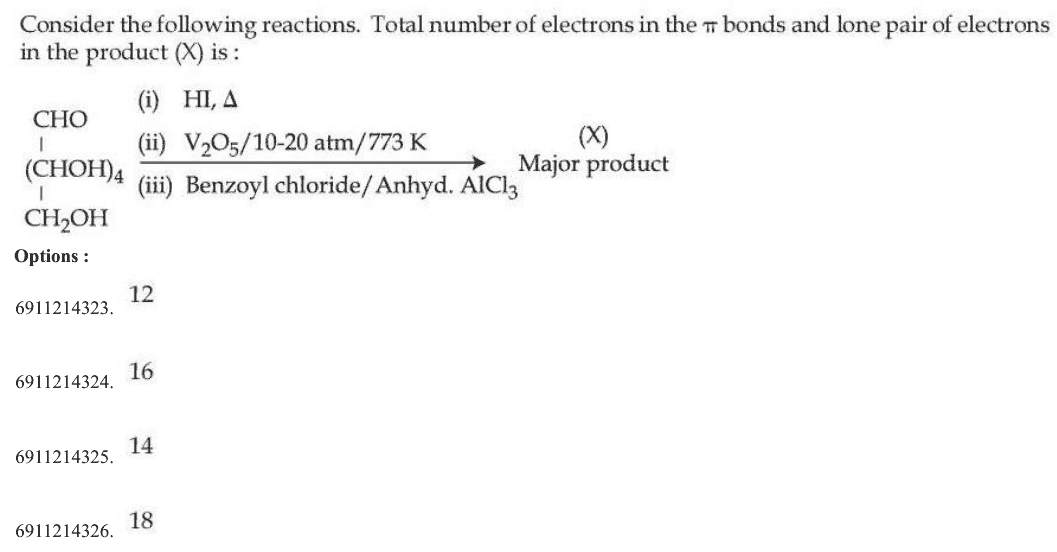 Consider the following reactions. Total number of electrons in the π bonds and lone pair of electrons
in the product (X) is :
(i) HI, Δ
CHO
(ii) V₂O₅/10-20 atm/773 K
(X)
(CHOH)₄
Major product
(iii) Benzoyl chloride/Anhyd. AlCl₃
CH₂OH
Options :
6911214323. 12
6911214324. 16
6911214325. 14
6911214326. 18